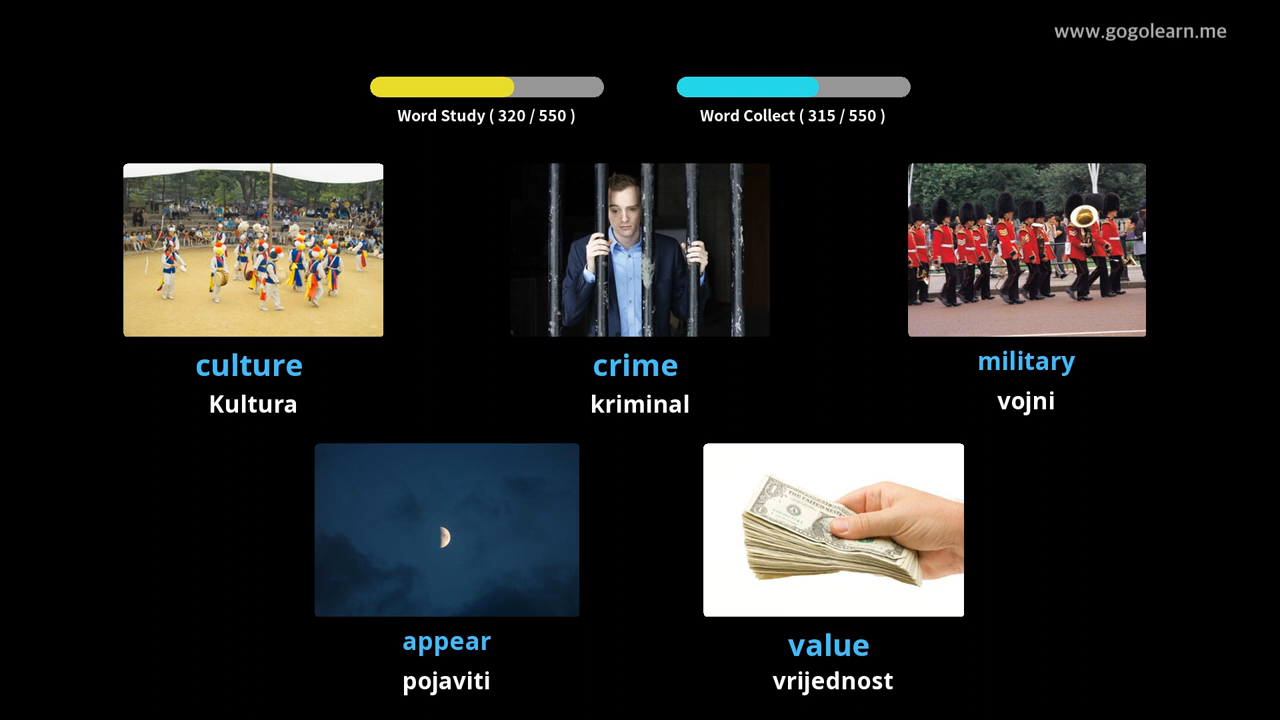 www.gogolearn.me
Word Study ( 320 / 550 )
Word Collect ( 315 / 550 )
culture
Kultura
crime
kriminal
military
vojni
appear
pojaviti
value
vrijednost